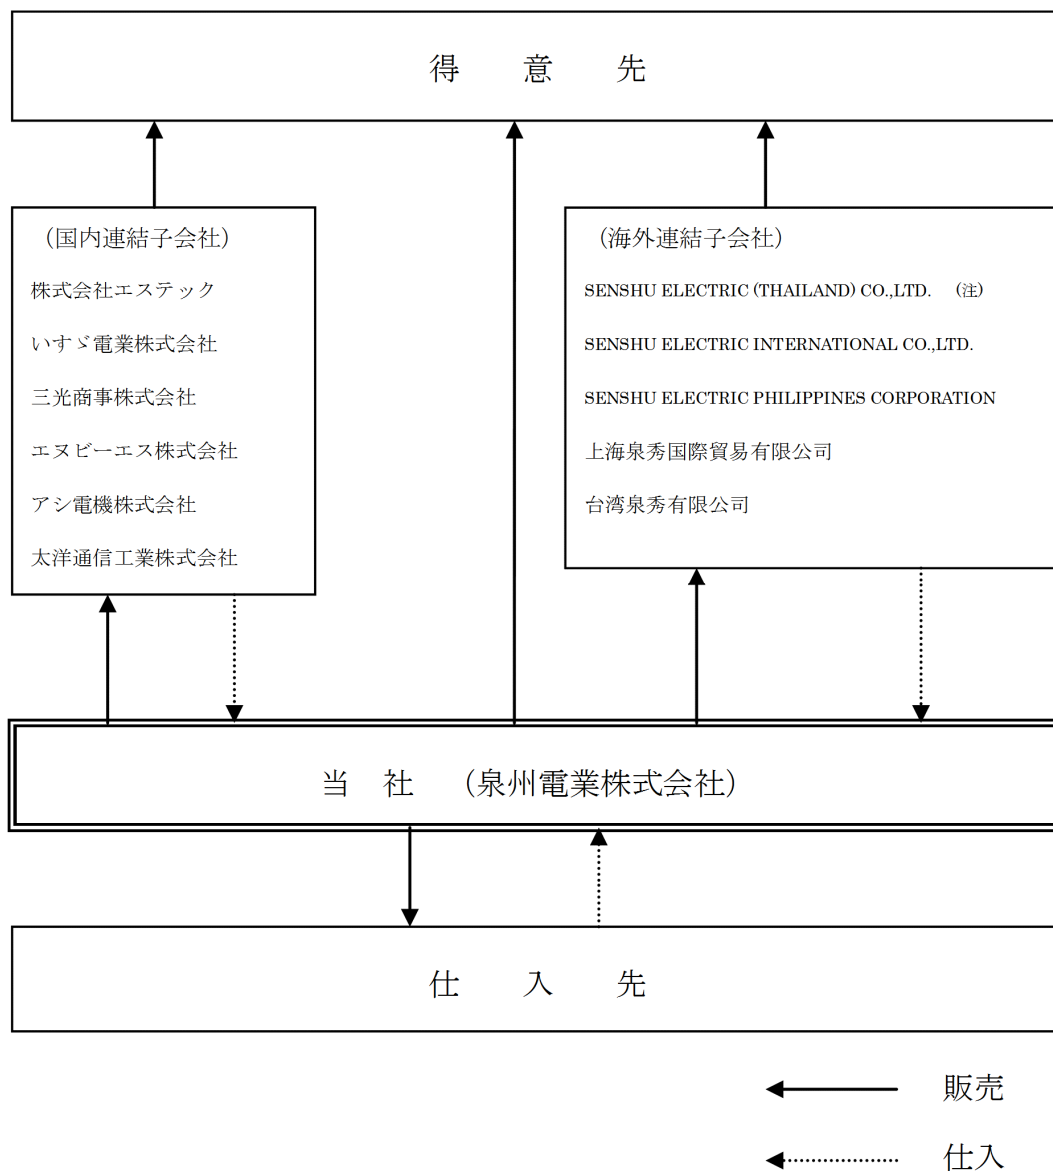 得　意　先
（国内連結子会社）
株式会社エステック
いすゞ電業株式会社
三光商事株式会社
エヌビーエス株式会社
アシ電機株式会社
太洋通信工業株式会社
（海外連結子会社）
SENSHU ELECTRIC (THAILAND) CO.,LTD.　(注)
SENSHU ELECTRIC INTERNATIONAL CO.,LTD.
SENSHU ELECTRIC PHILIPPINES CORPORATION
上海泉秀国際貿易有限公司
台湾泉秀有限公司
当　社　（泉州電業株式会社）
仕　入　先
販売
仕入